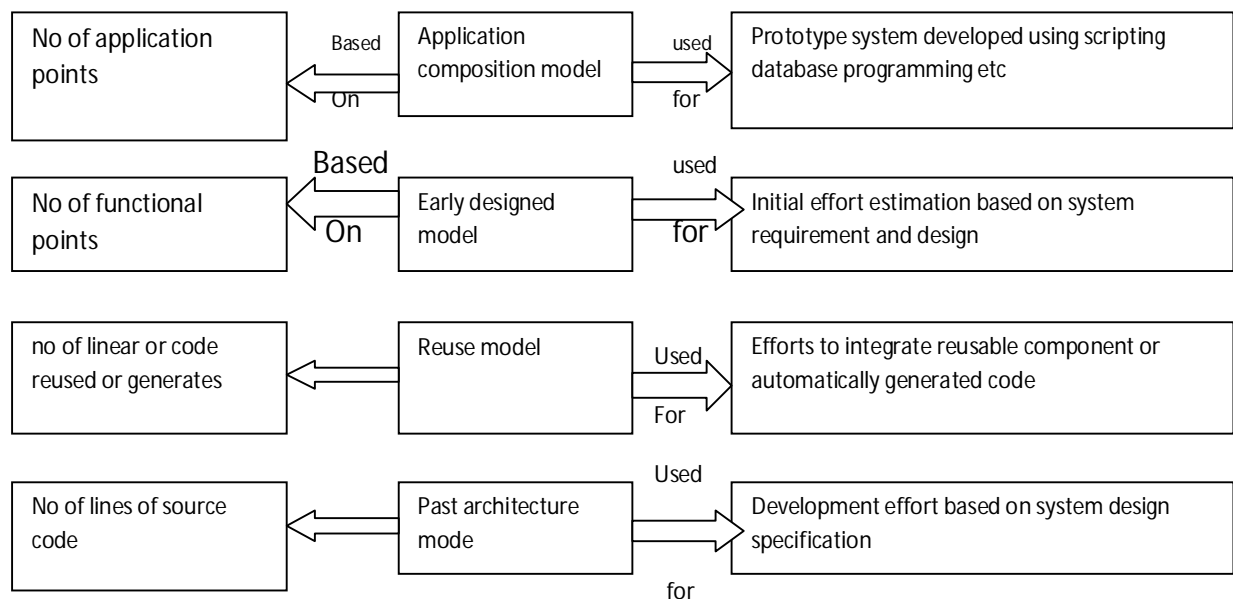 No of application
points
Based
On
Application
composition model
used
for
Prototype system developed using scripting
database programming etc
No of functional
points
Based
On
Early designed
model
used
for
Initial effort estimation based on system
requirement and design
no of linear or code
reused or generates
Reuse model
Used
For
Efforts to integrate reusable component or
automatically generated code
No of lines of source
code
Past architecture
mode
Used
for
Development effort based on system design
specification